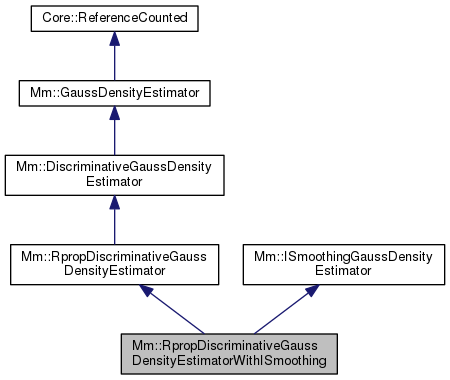 Core::ReferenceCounted
Mm::GaussDensityEstimator
Mm::DiscriminativeGaussDensity
Estimator
Mm::RpropDiscriminativeGauss
DensityEstimator
Mm::ISmoothingGaussDensity
Estimator
Mm::RpropDiscriminativeGauss
DensityEstimatorWithISmoothing